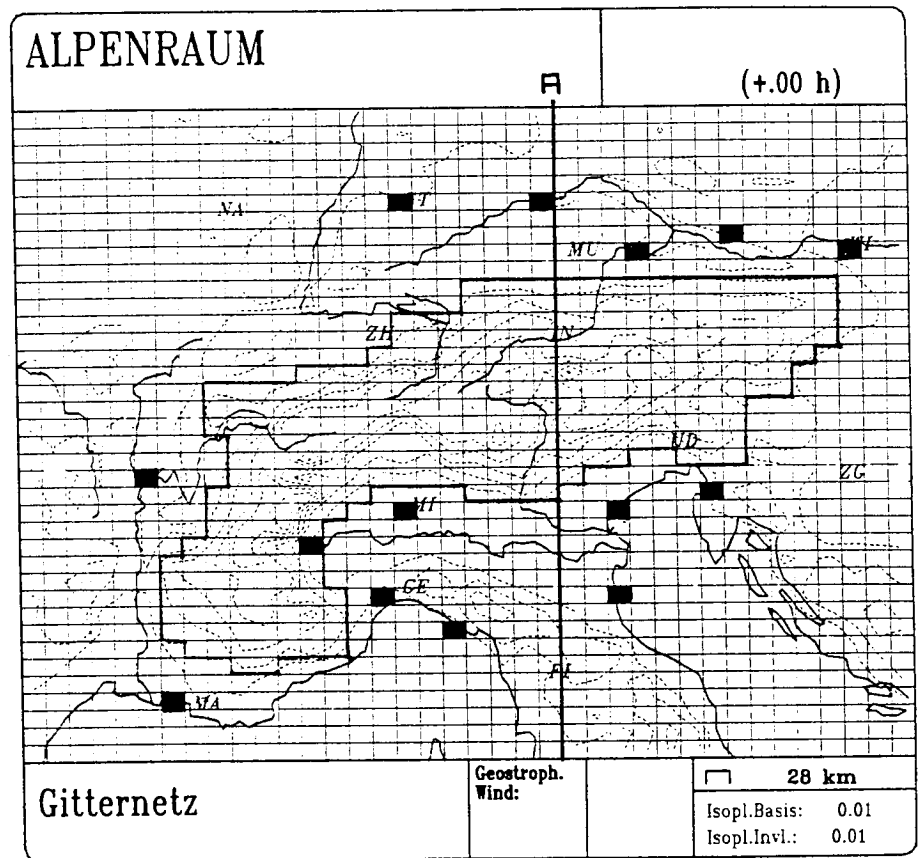 ALPENRAUM
A
(+.00 h)
NA
T
MU
ZH
UD
ZG
MI
GE
MA
Gitternetz
Geostroph.
Wind:
28 km
Isopl.Basis: 0.01
Isopl.Invl.: 0.01